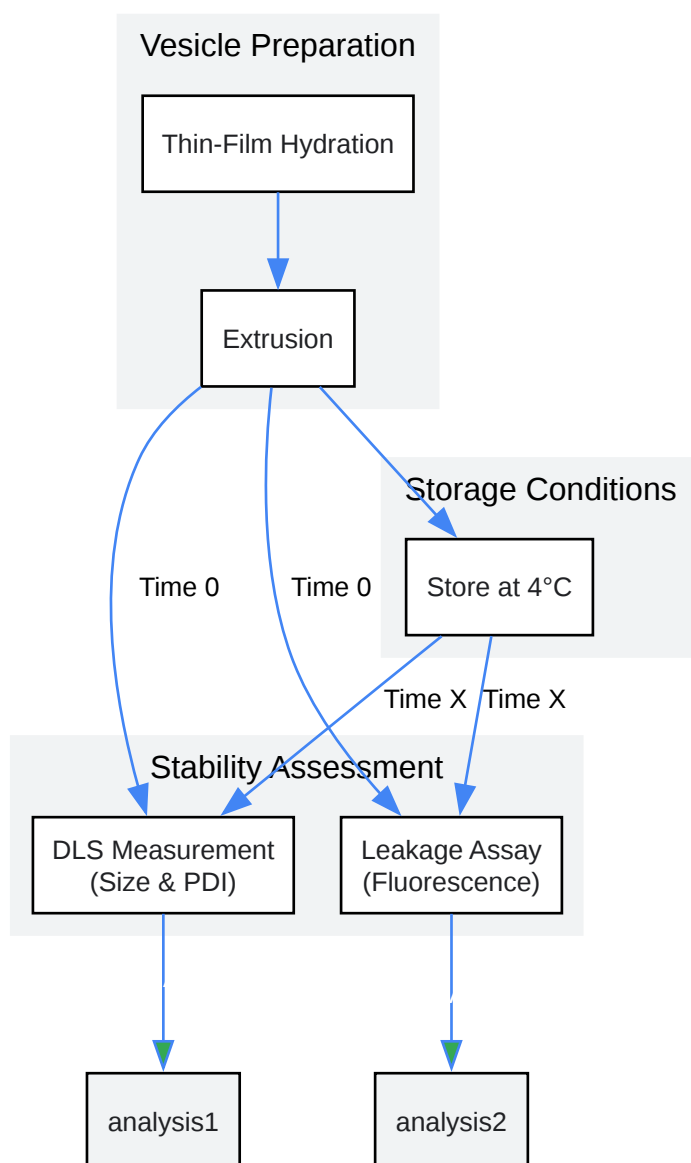 Vesicle Preparation
Thin-Film Hydration
Extrusion
Storage Conditions
Time 0
Time 0
Store at 4°C
Time X
Time X
Stability Assessment
DLS Measurement
(Size & PDI)
Leakage Assay
(Fluorescence)
analysis1
analysis2